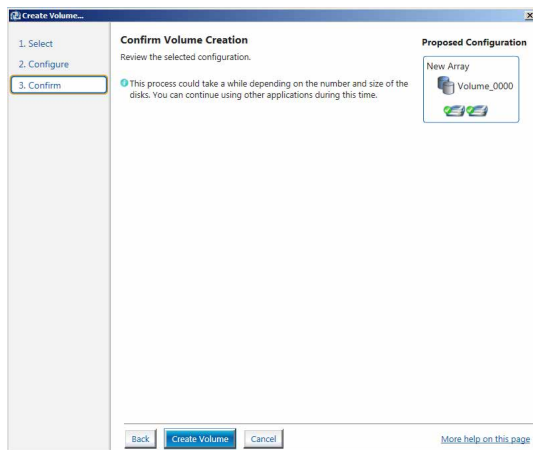 Create Volume...
1. Select
2. Configure
3. Confirm
Confirm Volume Creation
Review the selected configuration.
This process could take a while depending on the number and size of the
disks. You can continue using other applications during this time.
Proposed Configuration
New Array
Volume_0000
Back
Create Volume
Cancel
More help on this page